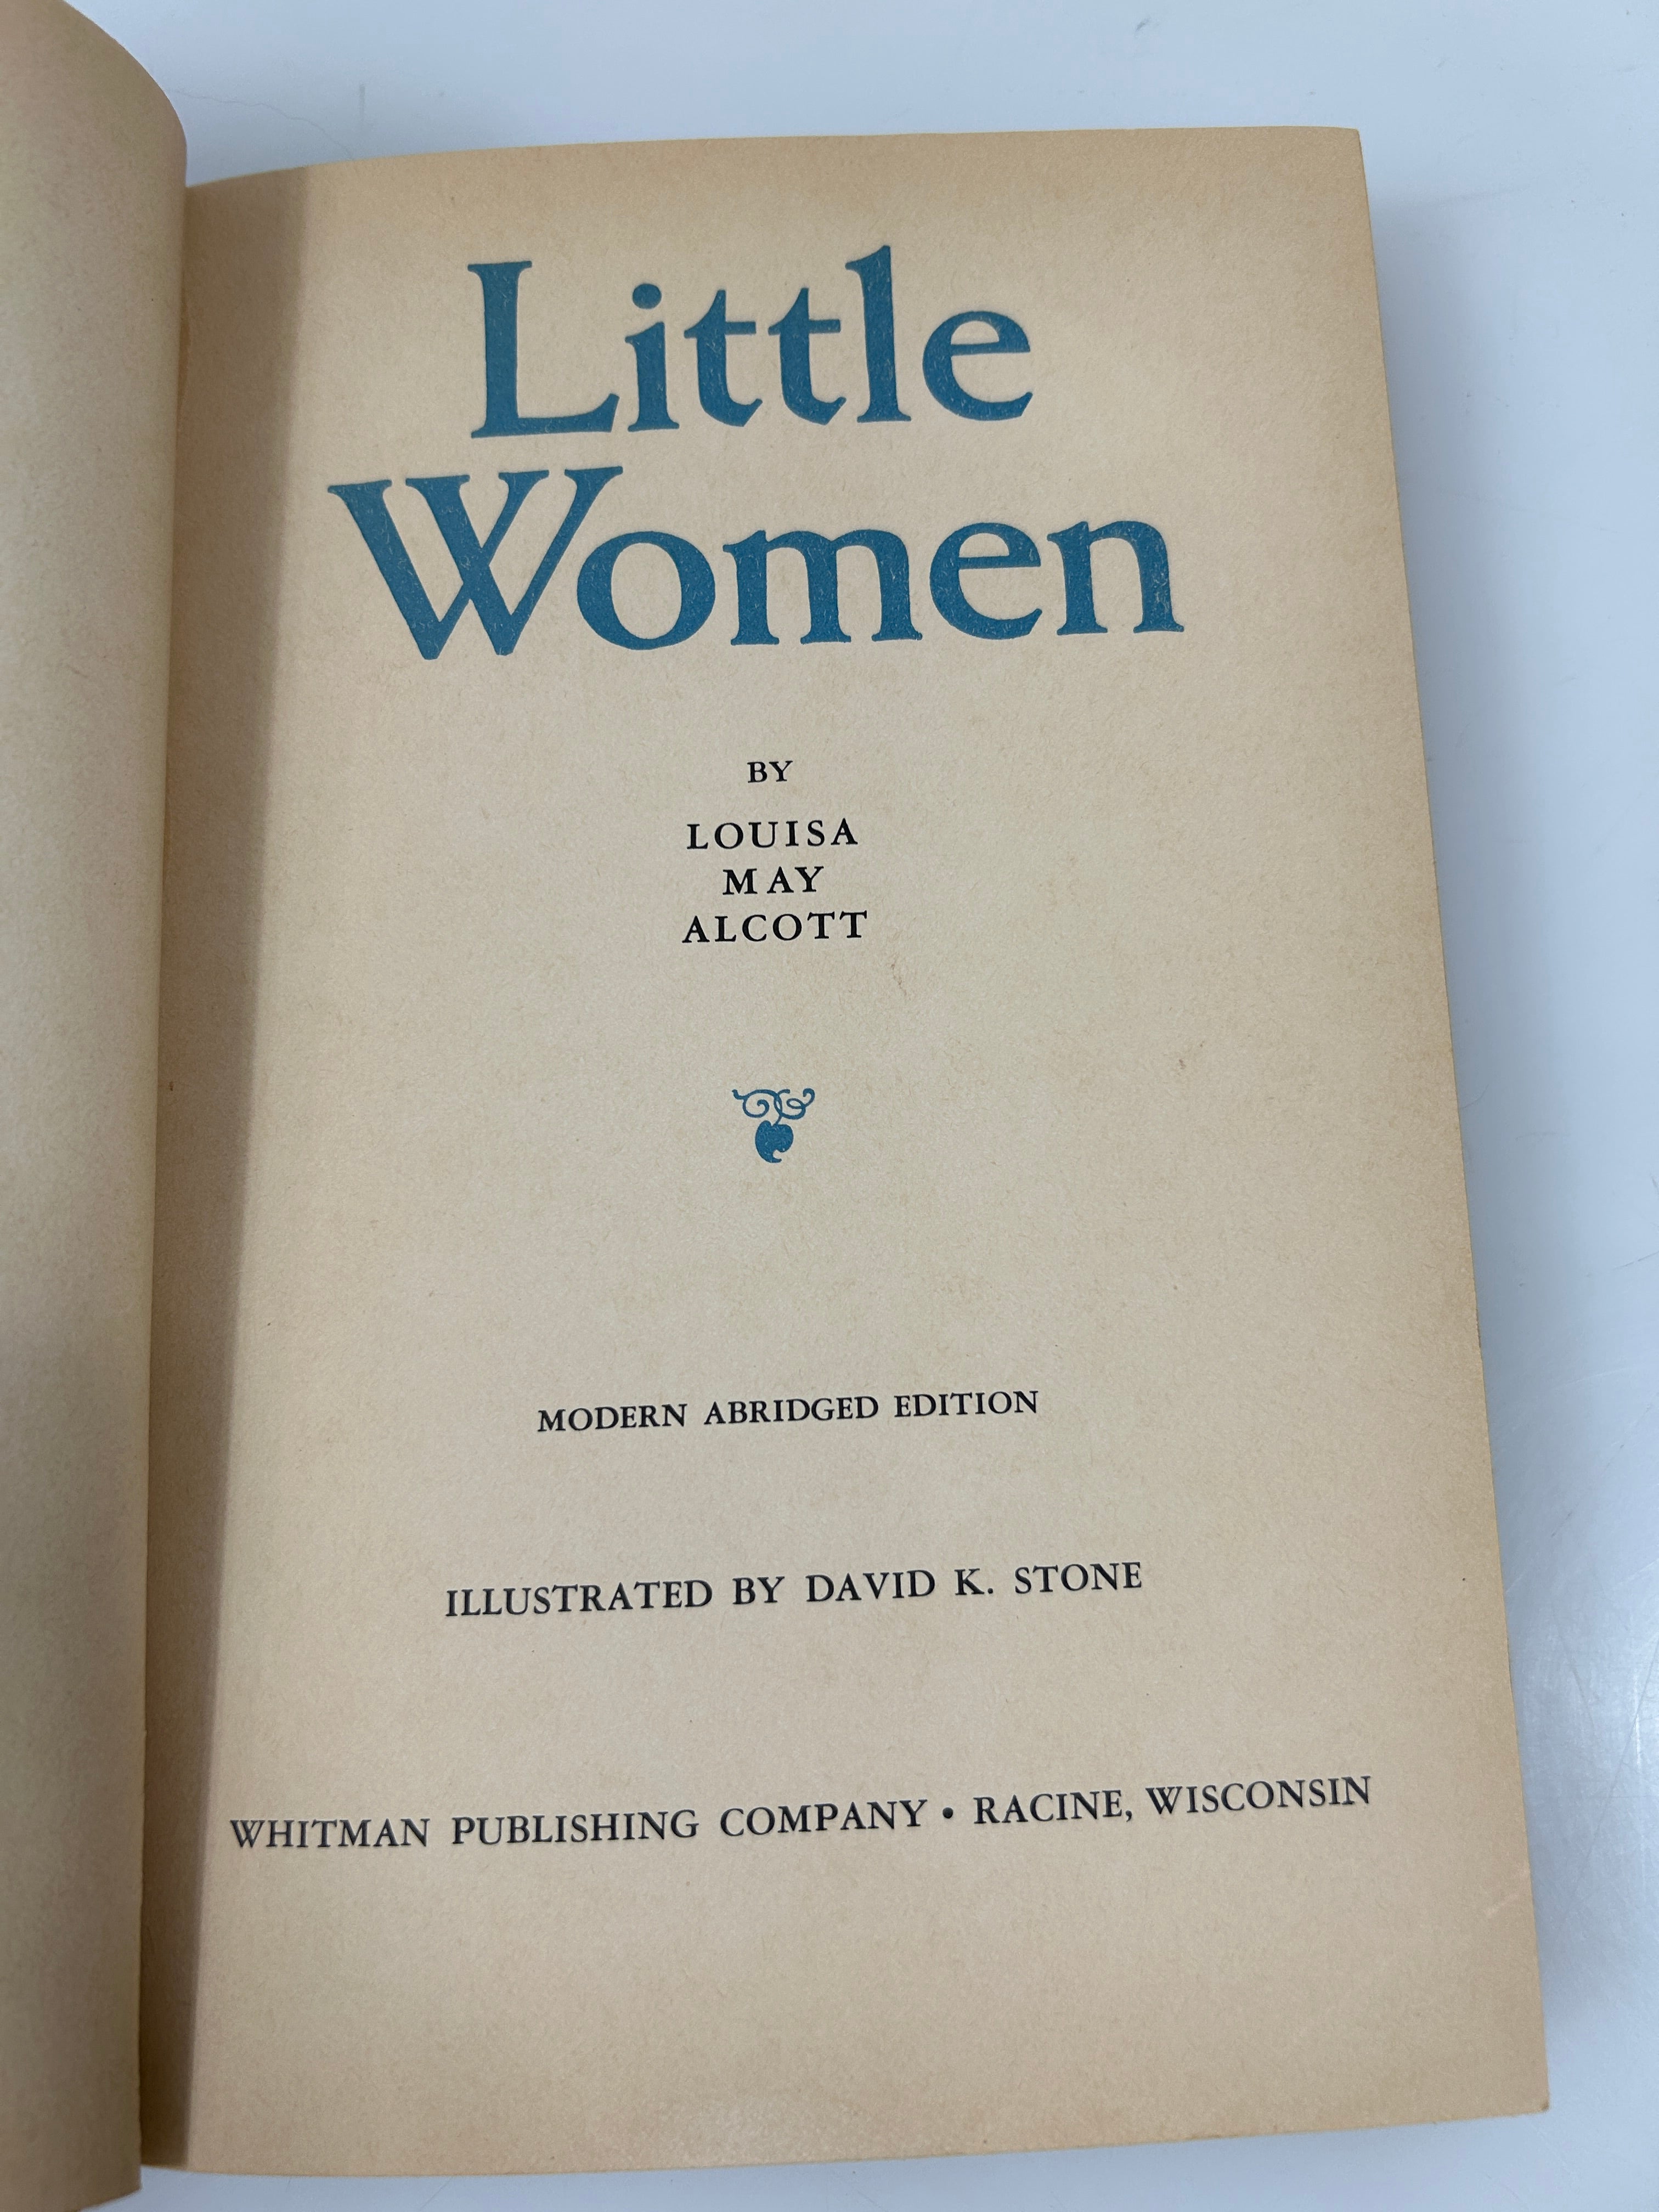 Little
Women
BY
LOUISA
MAY
ALCOTT
MODERN ABRIDGED EDITION
ILLUSTRATED BY DAVID K. STONE
WHITMAN PUBLISHING COMPANY • RACINE, WISCONSIN